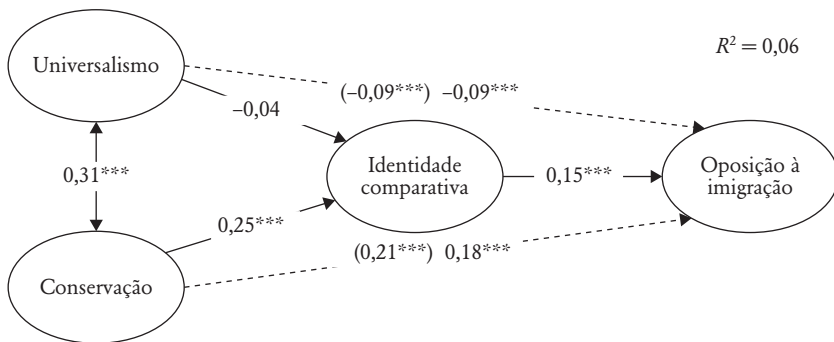 R² = 0,06
Universalismo
(–0,09***) –0,09***
–0,04
0,31***
Identidade
comparativa
0,15***
Oposição à
imigração
0,25***
(0,21***) 0,18***
Conservação